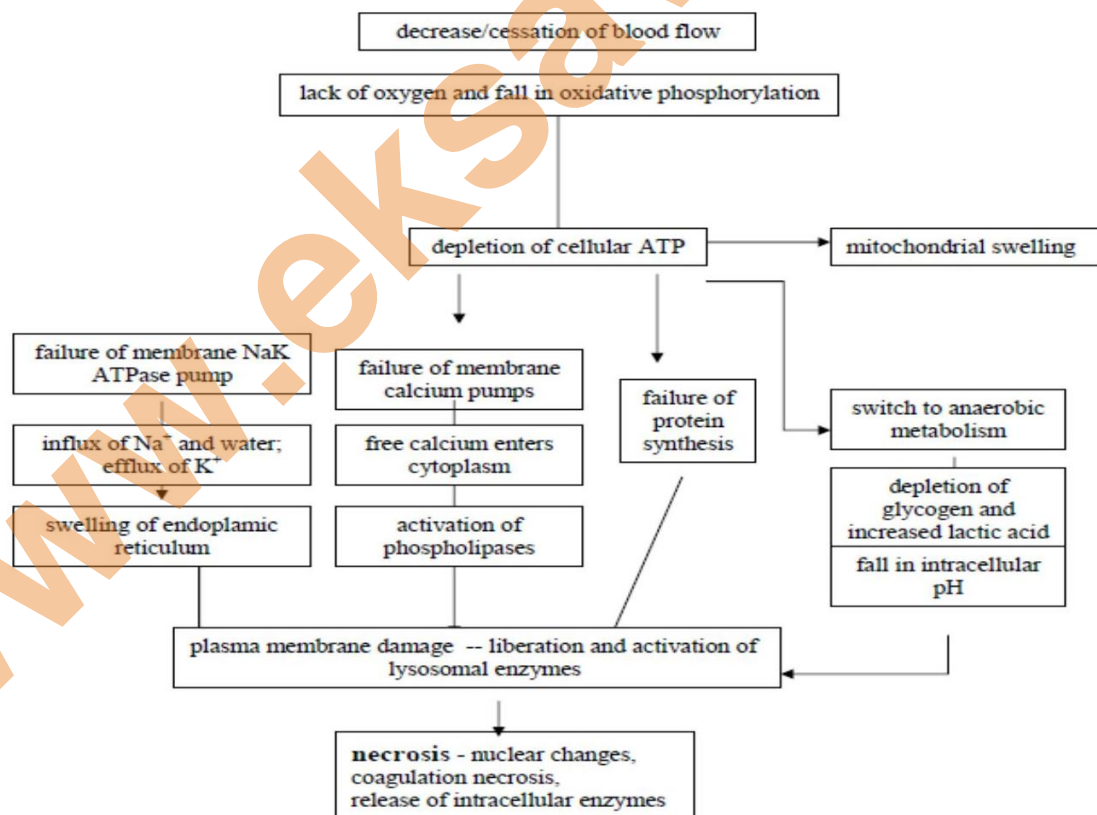 decrease/cessation of blood flow
lack of oxygen and fall in oxidative phosphorylation
depletion of cellular ATP
mitochondrial swelling
failure of membrane NaK
ATPase pump
failure of membrane
calcium pumps
failure of
protein
synthesis
switch to anaerobic
metabolism
influx of Na⁺ and water;
efflux of K⁺
free calcium enters
cytoplasm
depletion of
glycogen and
increased lactic acid
swelling of endoplamic
reticulum
activation of
phospholipases
fall in intracellular
pH
plasma membrane damage -- liberation and activation of
lysosomal enzymes
necrosis - nuclear changes,
coagulation necrosis,
release of intracellular enzymes
www.eksa